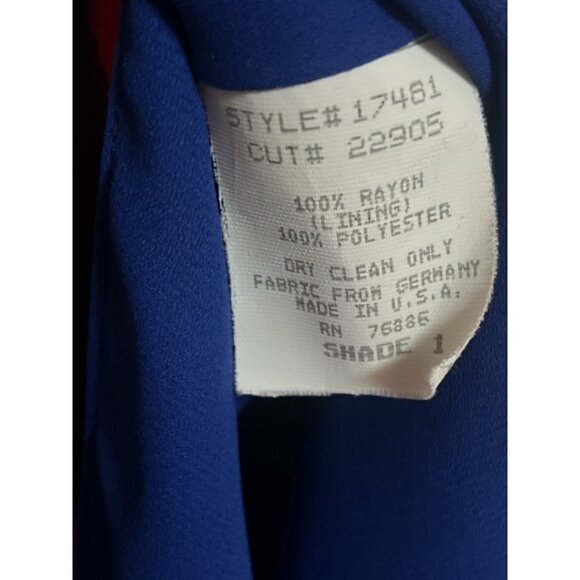 STYLE# 17481
CUT# 22905
100% RAYON
(LINING)
100% POLYESTER
DRY CLEAN ONLY
FABRIC FROM GERMANY
MADE IN U.S.A.
RN 76886
SHADE 1